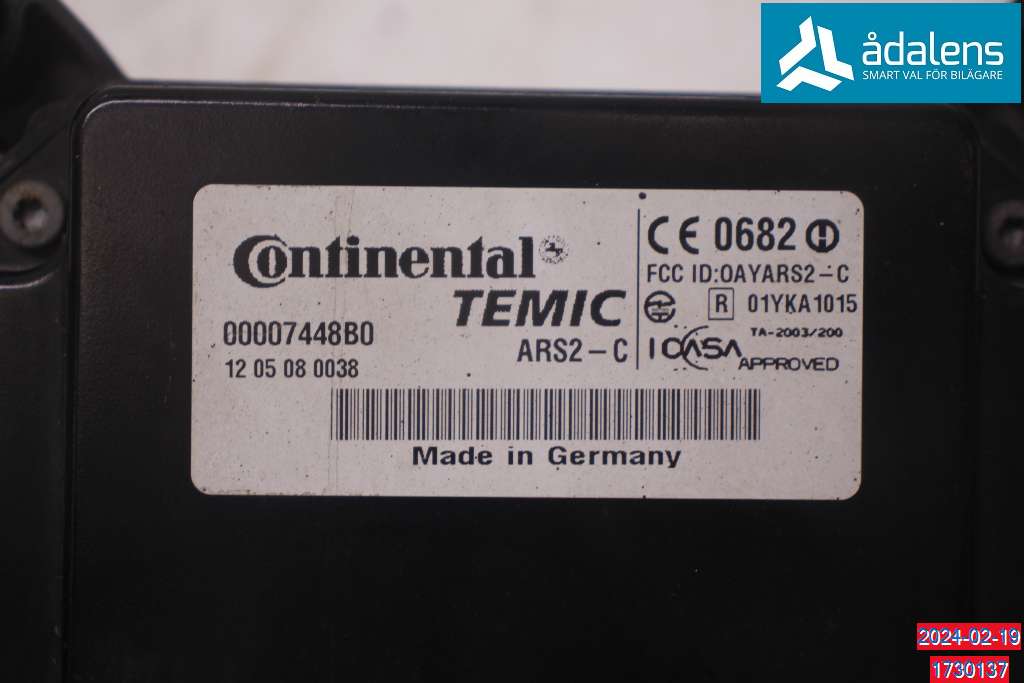 ådalens
SMART VAL FÖR BILÄGARE
Continental
TEMIC
00007448B0
ARS2-C
12 05 08 0038
CE 0682
FCC ID:OAYARS2-C
R 01YKA1015
TA-2003/200
ICASA APPROVED
Made in Germany
2024-02-19
1730137